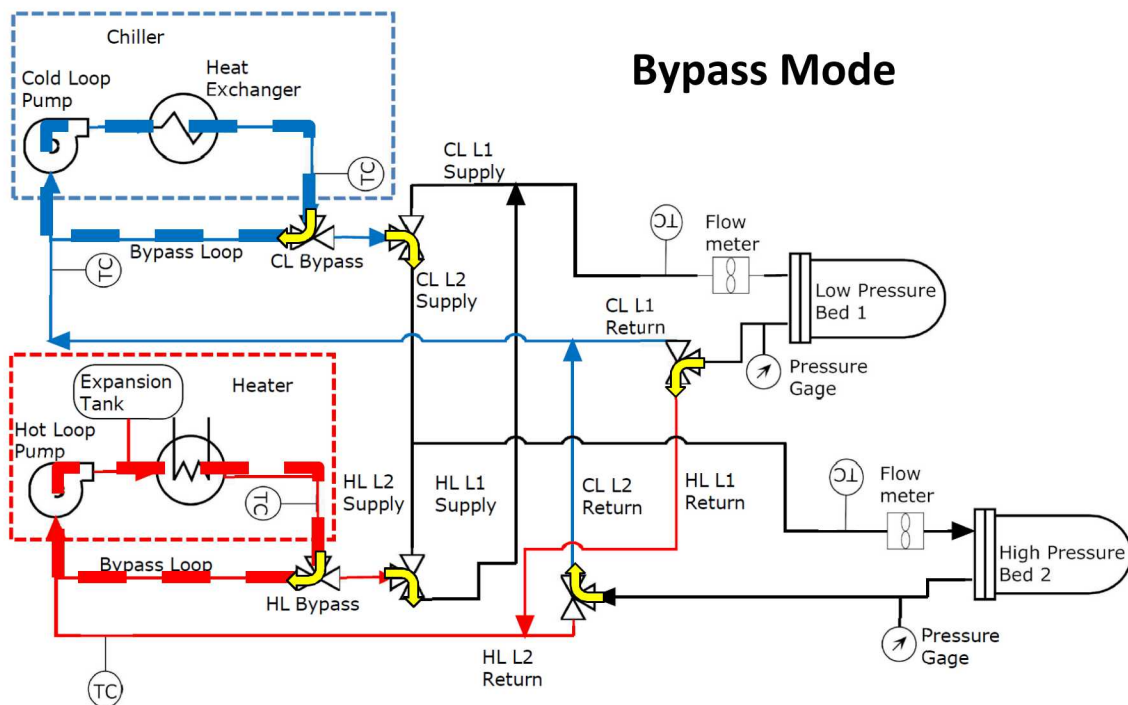 Bypass Mode
Chiller
Cold Loop
Pump
Heat
Exchanger
TC
CL L1
Supply
TC
Flow
meter
Bypass Loop
CL Bypass
TC
CL L2
Supply
Low Pressure
Bed 1
CL L1
Return
Pressure
Gage
Expansion
Tank
Heater
Hot Loop
Pump
TC
HL L2
Supply
HL L1
Supply
CL L2
Return
HL L1
Return
TC
Flow
meter
Bypass Loop
HL Bypass
High Pressure
Bed 2
Pressure
Gage
HL L2
Return
TC